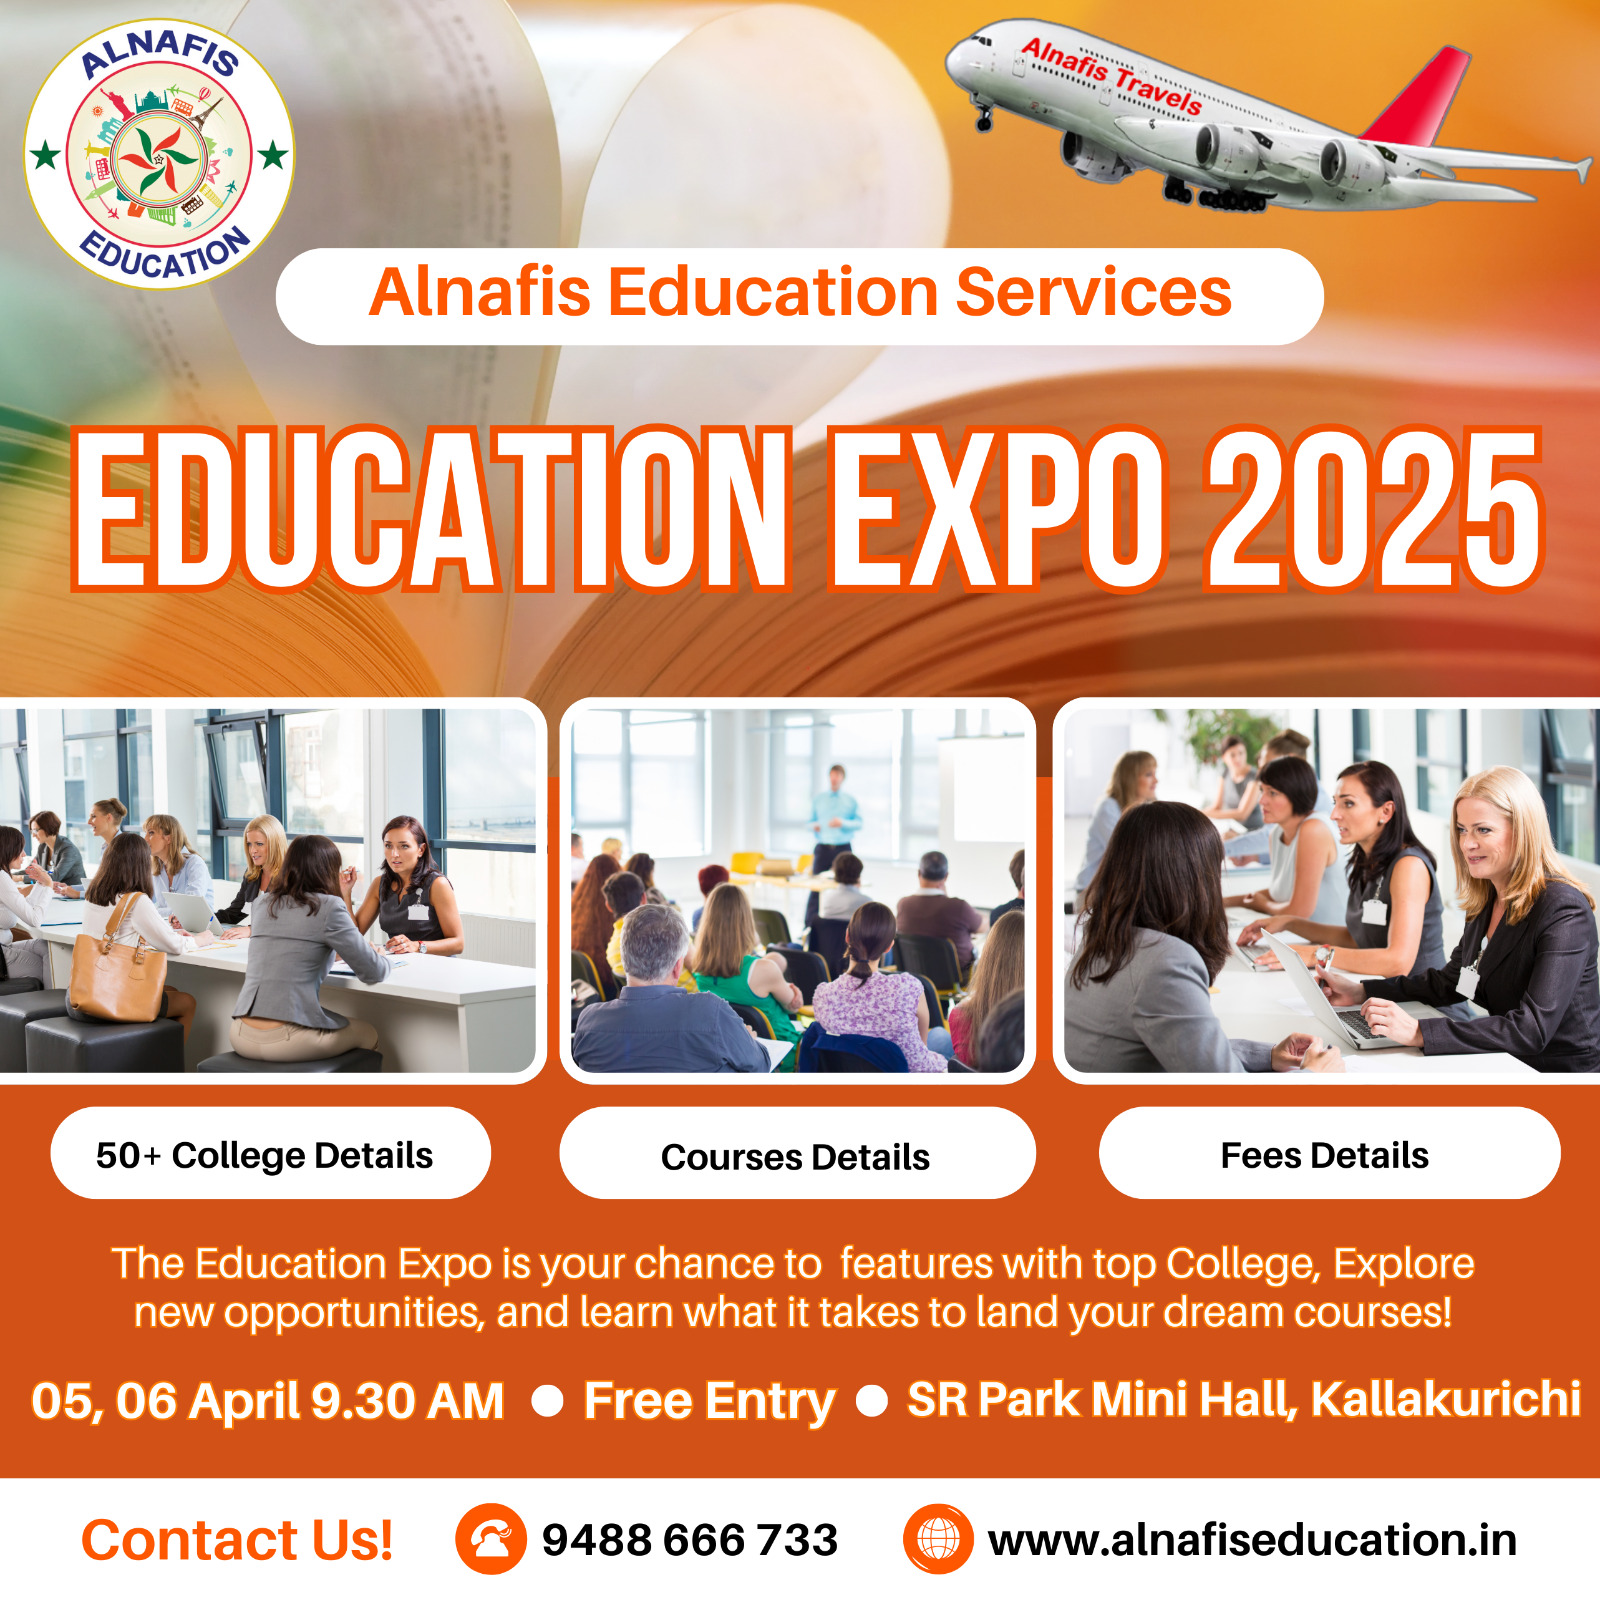 ALNAFIS
EDUCATION
Alnafis Travels
Alnafis Education Services
EDUCATION EXPO 2025
50+ College Details
Courses Details
Fees Details
The Education Expo is your chance to features with top College, Explore
new opportunities, and learn what it takes to land your dream courses!
05, 06 April 9.30 AM ● Free Entry ● SR Park Mini Hall, Kallakurichi
Contact Us!
9488 666 733
www.alnafiseducation.in